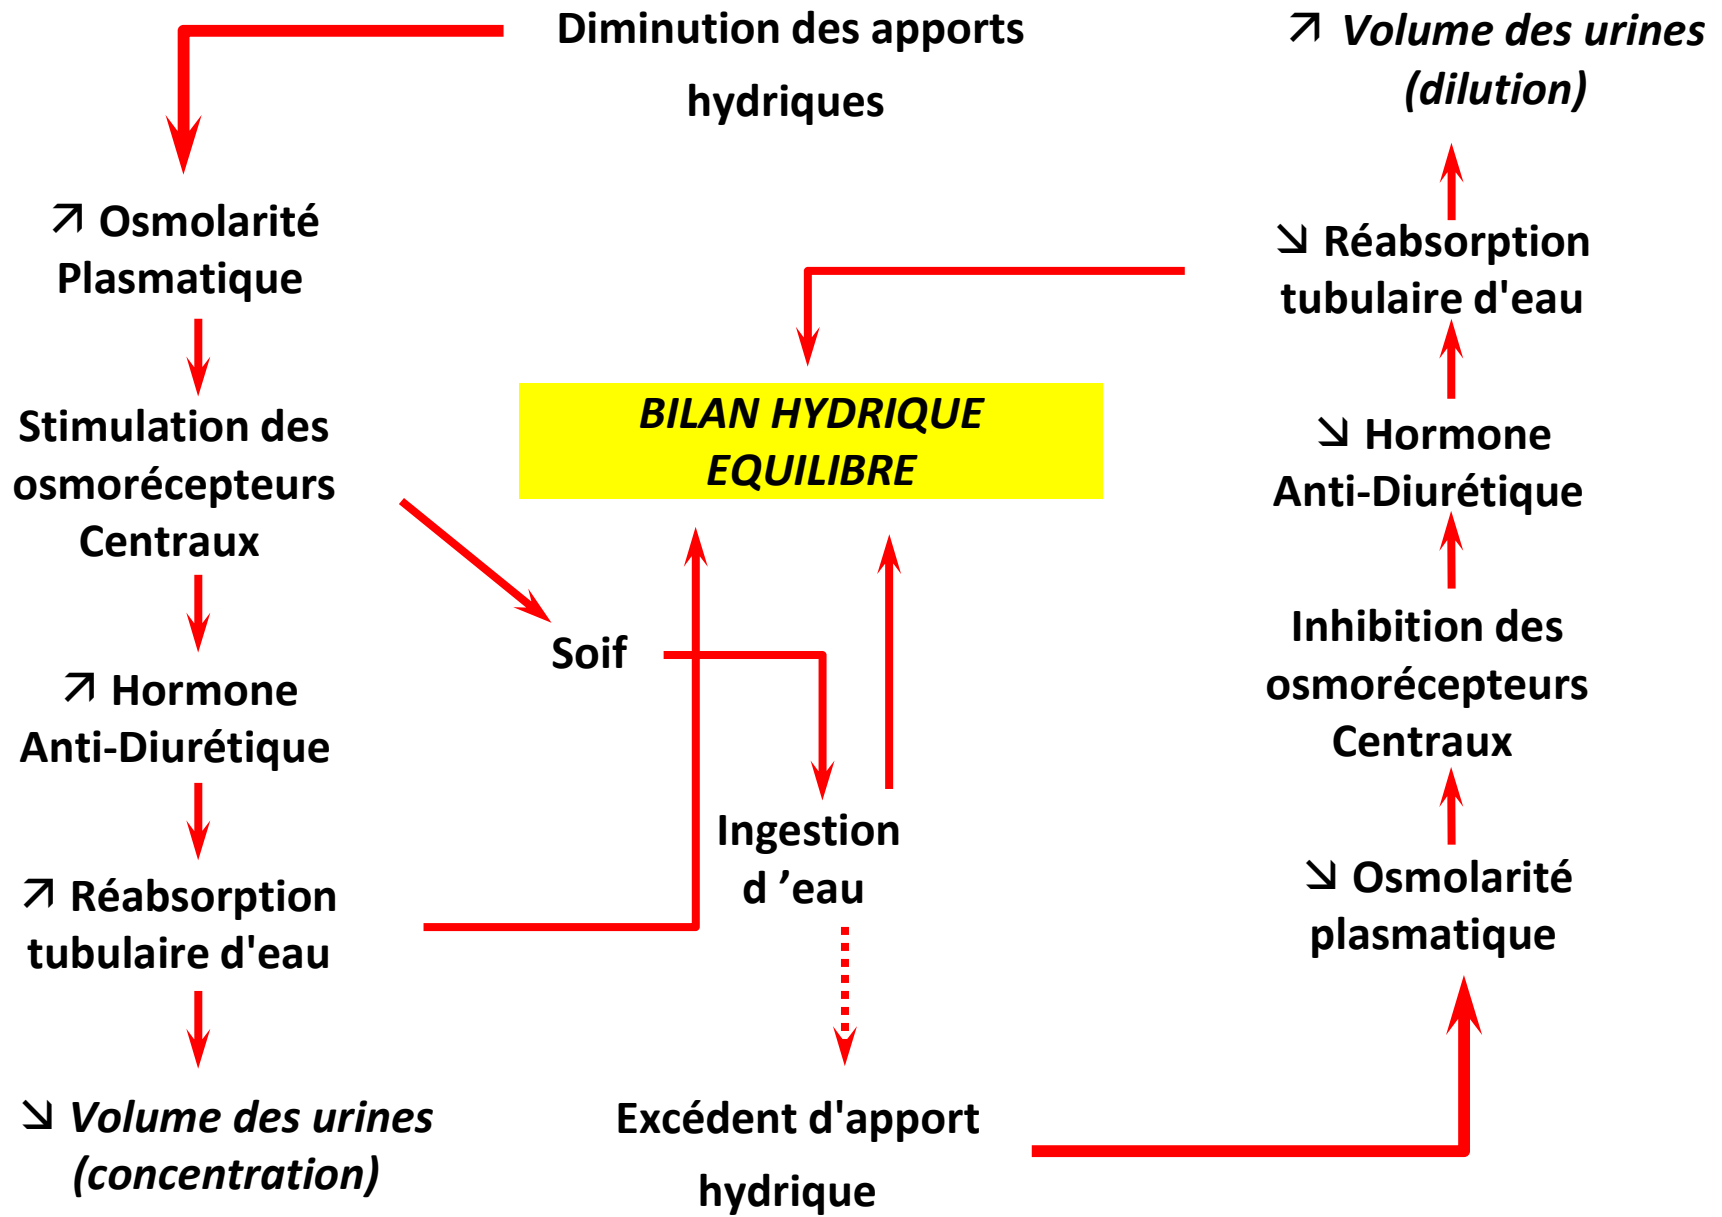 Diminution des apports
hydriques
↗ Osmolarité
Plasmatique
Stimulation des
osmorécepteurs
Centraux
↗ Hormone
Anti-Diurétique
↗ Réabsorption
tubulaire d'eau
↘ Volume des urines
(concentration)
BILAN HYDRIQUE
EQUILIBRE
Soif
Ingestion
d ’eau
Excédent d'apport
hydrique
↗ Volume des urines
(dilution)
↘ Réabsorption
tubulaire d'eau
↘ Hormone
Anti-Diurétique
Inhibition des
osmorécepteurs
Centraux
↘ Osmolarité
plasmatique